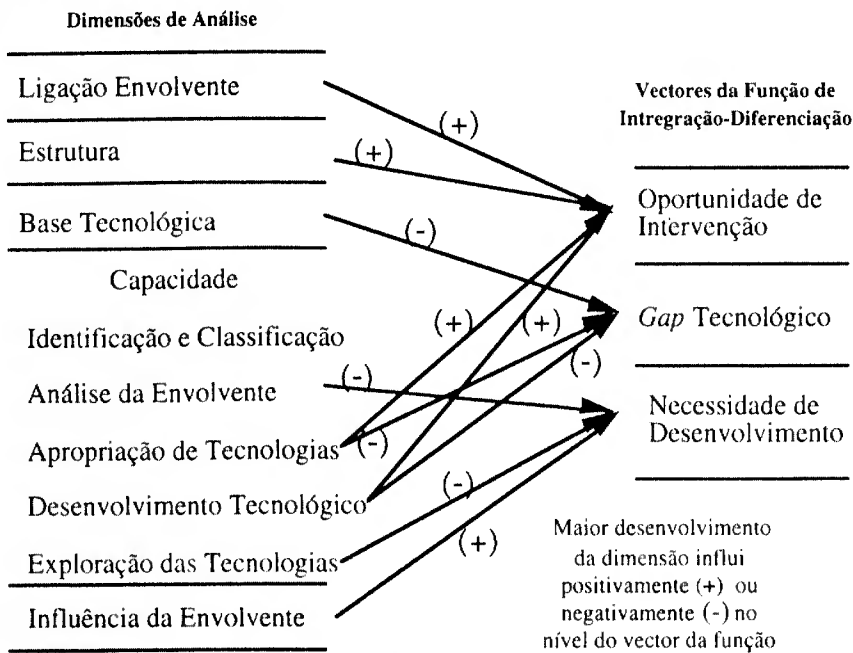 Dimensões de Análise
Ligação Envolvente
Estrutura
Base Tecnológica
Capacidade
Identificação e Classificação
Análise da Envolvente
Apropriação de Tecnologias
Desenvolvimento Tecnológico
Exploração das Tecnologias
Influência da Envolvente
(+)
(+)
(-)
(+)
(+)
(-)
(-)
(-)
(-)
(+)
Vectores da Função de
Intregração-Diferenciação
Oportunidade de
Intervenção
Gap Tecnológico
Necessidade de
Desenvolvimento
Maior desenvolvimento
da dimensão influi
positivamente (+) ou
negativamente (-) no
nível do vector da função